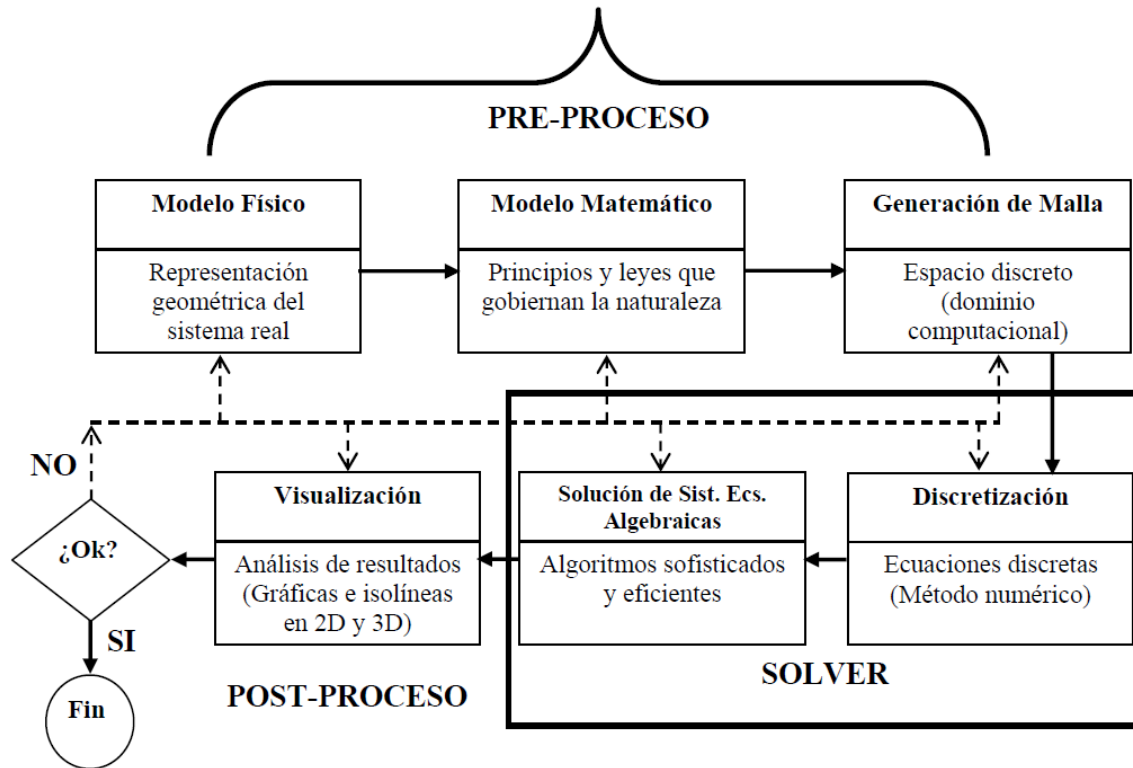 PRE-PROCESO
Modelo Físico
Representación
geométrica del
sistema real
Modelo Matemático
Principios y leyes que
gobiernan la naturaleza
Generación de Malla
Espacio discreto
(dominio
computacional)
NO
¿Ok?
SI
Fin
Visualización
Análisis de resultados
(Gráficas e isolíneas
en 2D y 3D)
POST-PROCESO
Solución de Sist. Ecs.
Algebraicas
Algoritmos sofisticados
y eficientes
Discretización
Ecuaciones discretas
(Método numérico)
SOLVER